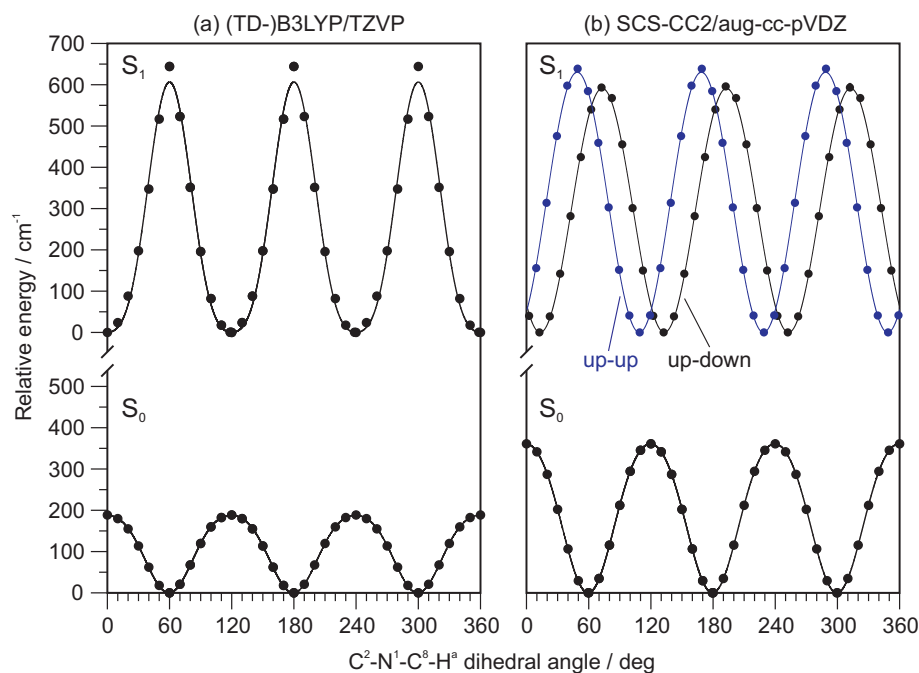 (a) (TD-)B3LYP/TZVP
(b) SCS-CC2/aug-cc-pVDZ
Relative energy / cm⁻¹
700
600
500
400
300
200
100
0
500
400
300
200
100
0
S₁
S₀
0 60 120 180 240 300 360
S₁
up-up
up-down
S₀
0 60 120 180 240 300 360
C²-N¹-C⁸-Hᵃ dihedral angle / deg